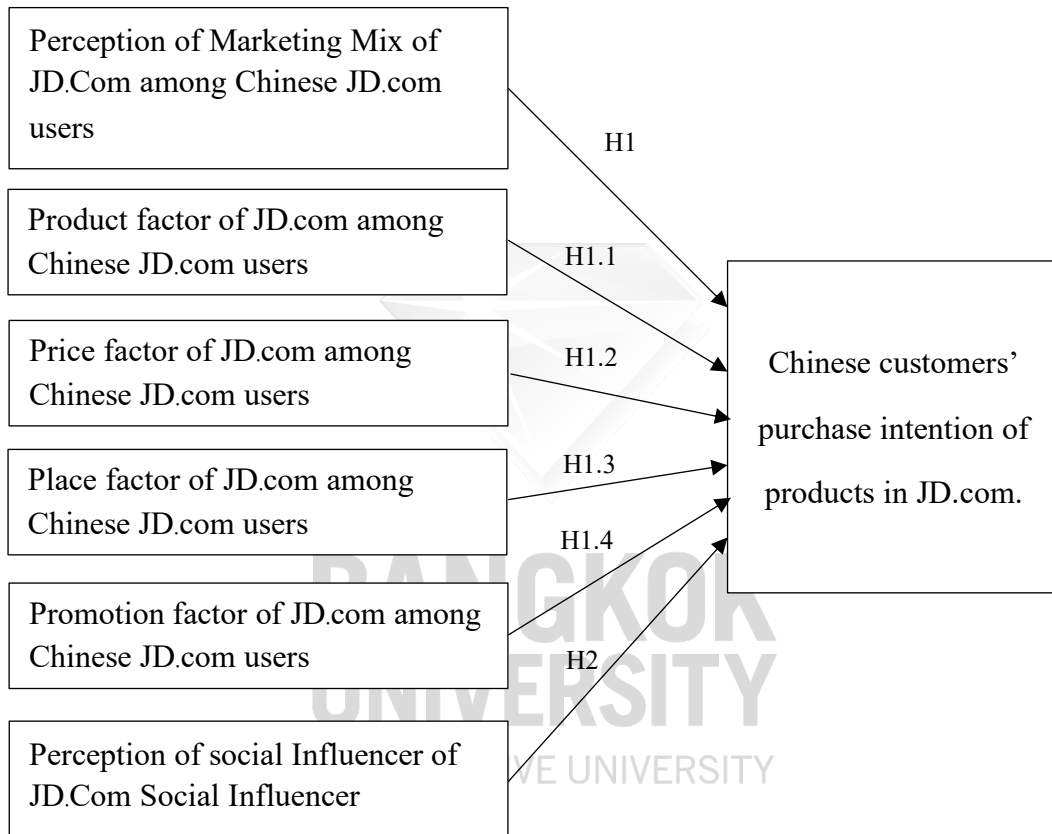 Perception of Marketing Mix of
JD.Com among Chinese JD.com
users
H1
Product factor of JD.com among
Chinese JD.com users
H1.1
Price factor of JD.com among
Chinese JD.com users
H1.2
Place factor of JD.com among
Chinese JD.com users
H1.3
Promotion factor of JD.com among
Chinese JD.com users
H1.4
Perception of social Influencer of
JD.Com Social Influencer
H2
Chinese customers’
purchase intention of
products in JD.com.
BANGKOK
UNIVERSITY
UNIVERSITY